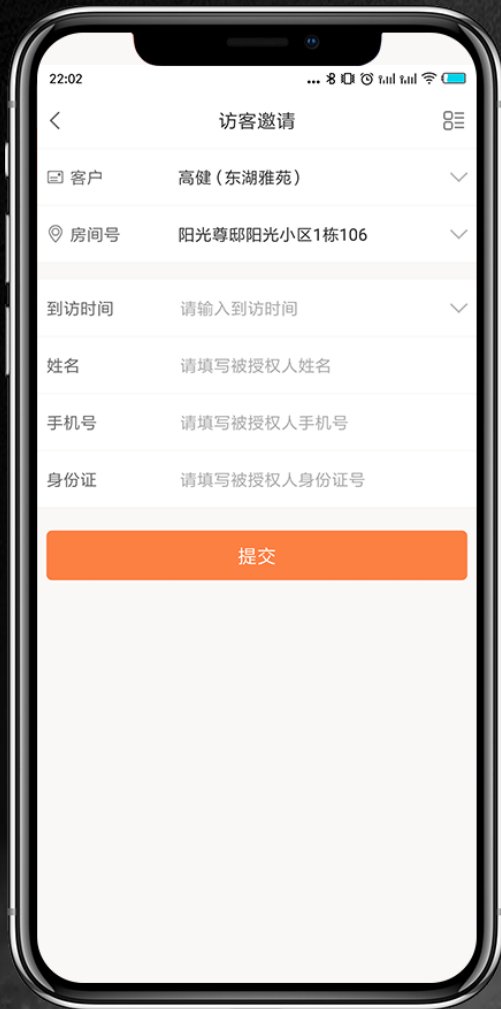 22:02
访客邀请
客户 高健(东湖雅苑)
房间号 阳光尊邸阳光小区1栋106
到访时间 请输入到访时间
姓名 请填写被授权人姓名
手机号 请填写被授权人手机号
身份证 请填写被授权人身份证号
提交